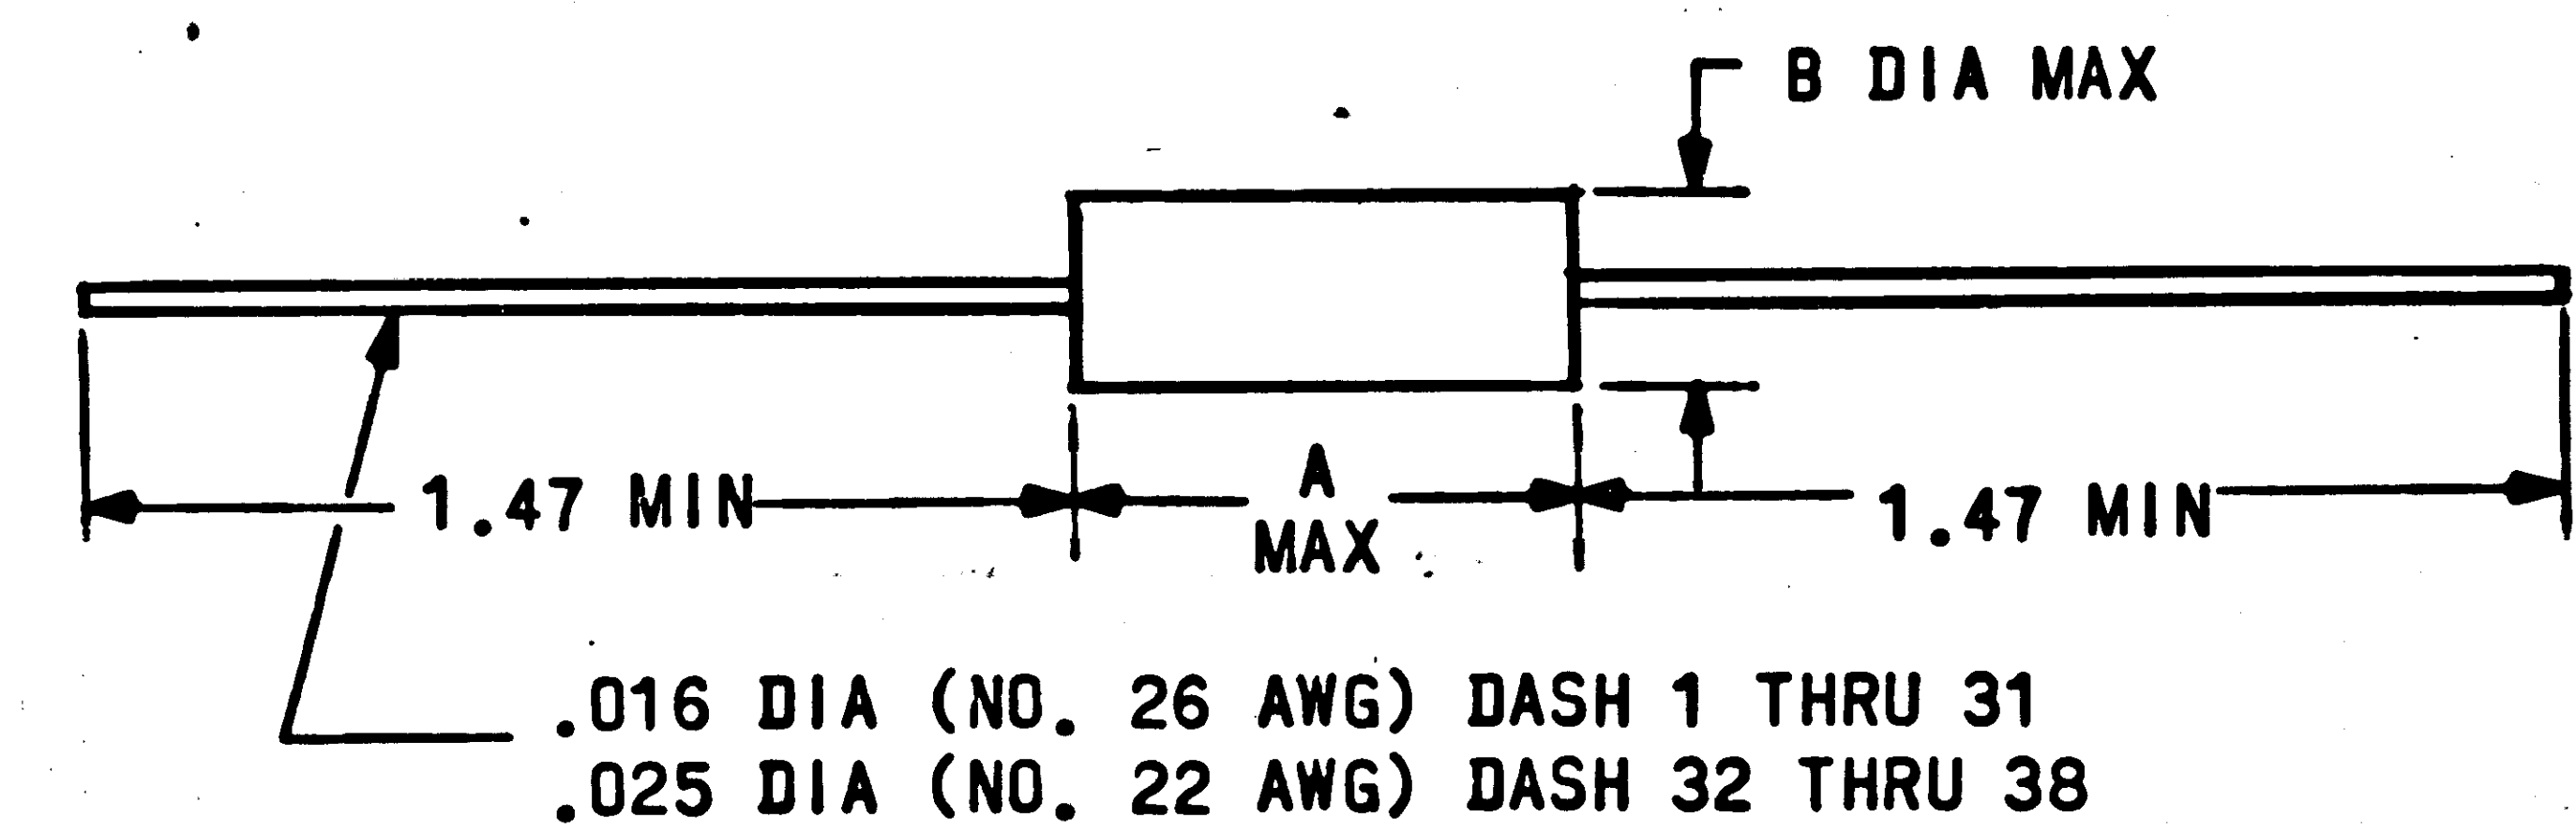 B DIA MAX
1.47 MIN
A
MAX
1.47 MIN
.016 DIA (NO. 26 AWG) DASH 1 THRU 31
.025 DIA (NO. 22 AWG) DASH 32 THRU 38